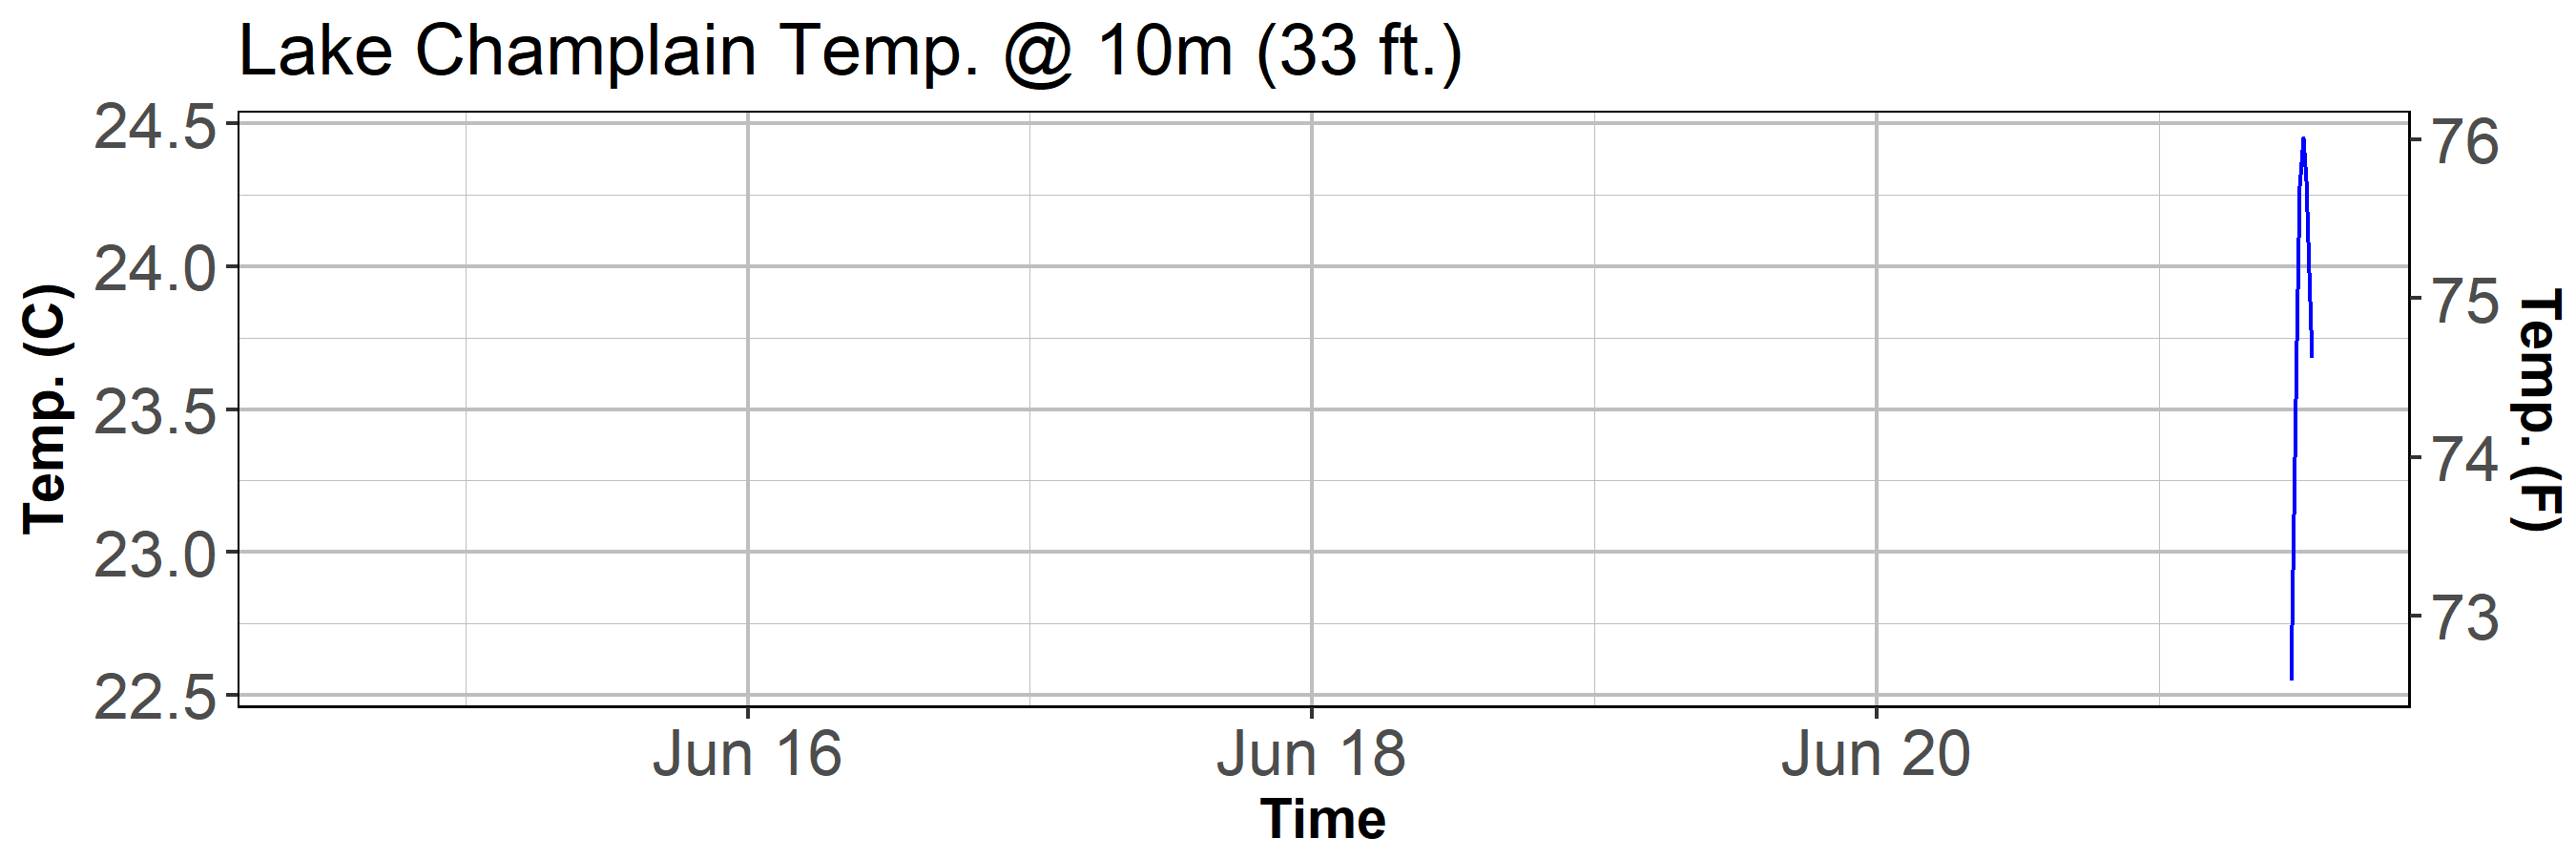 Lake Champlain Temp. @ 10m (33 ft.)
24.5
24.0
23.5
23.0
22.5
Temp. (C)
76
75
74
73
Temp. (F)
Jun 16 Jun 18 Jun 20
Time